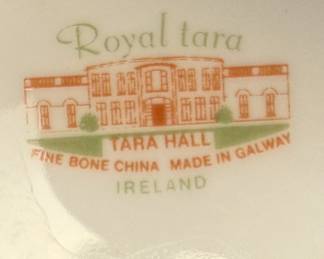 Royal tara
TARA HALL
FINE BONE CHINA MADE IN GALWAY
IRELAND